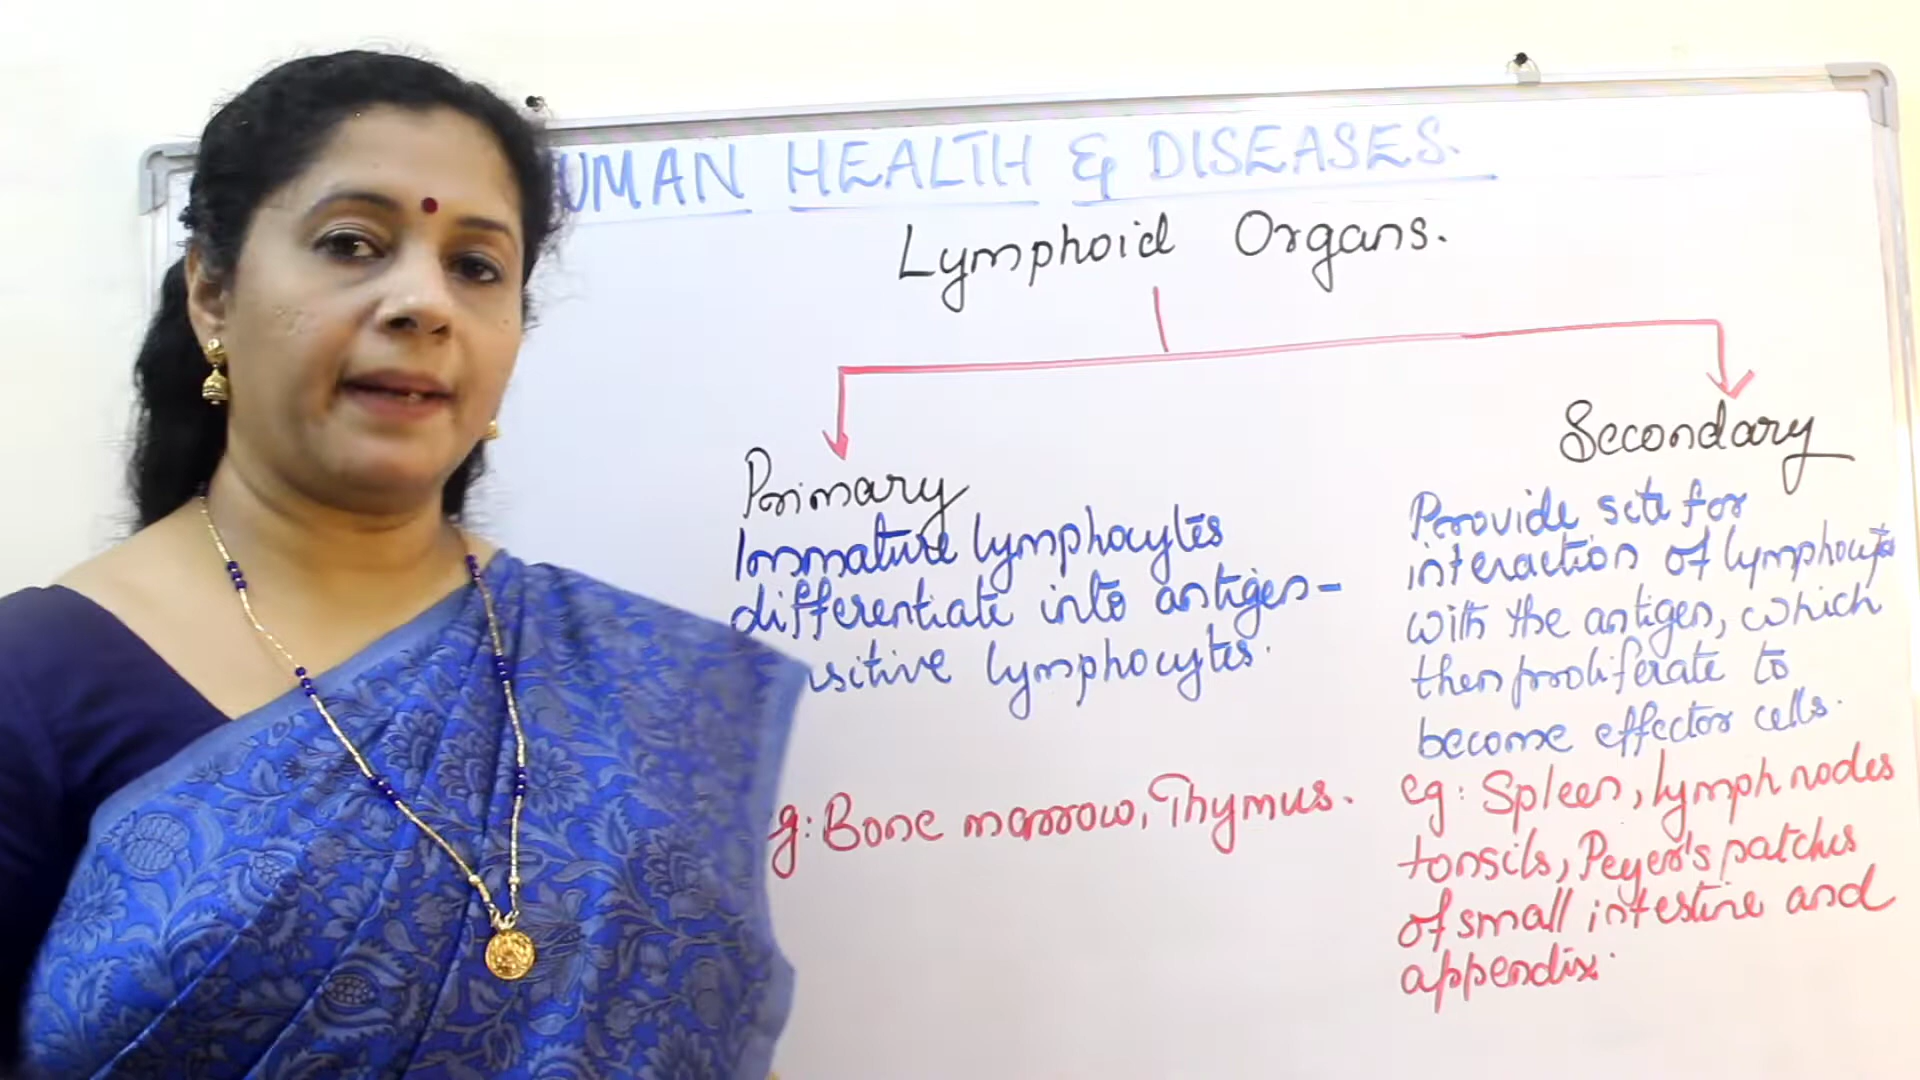 UMAN HEALTH & DISEASES.
Lymphoid Organs.
Primary
Immature lymphocytes
differentiate into antigen-
sitive lymphocytes.
g: Bone marrow, Thymus.
Secondary
Provide site for
interaction of lymphocytes
with the antigen, which
then proliferate to
become effector cells.
eg: Spleen, lymph nodes
tonsils, Peyer's patches
of small intestine and
appendix.